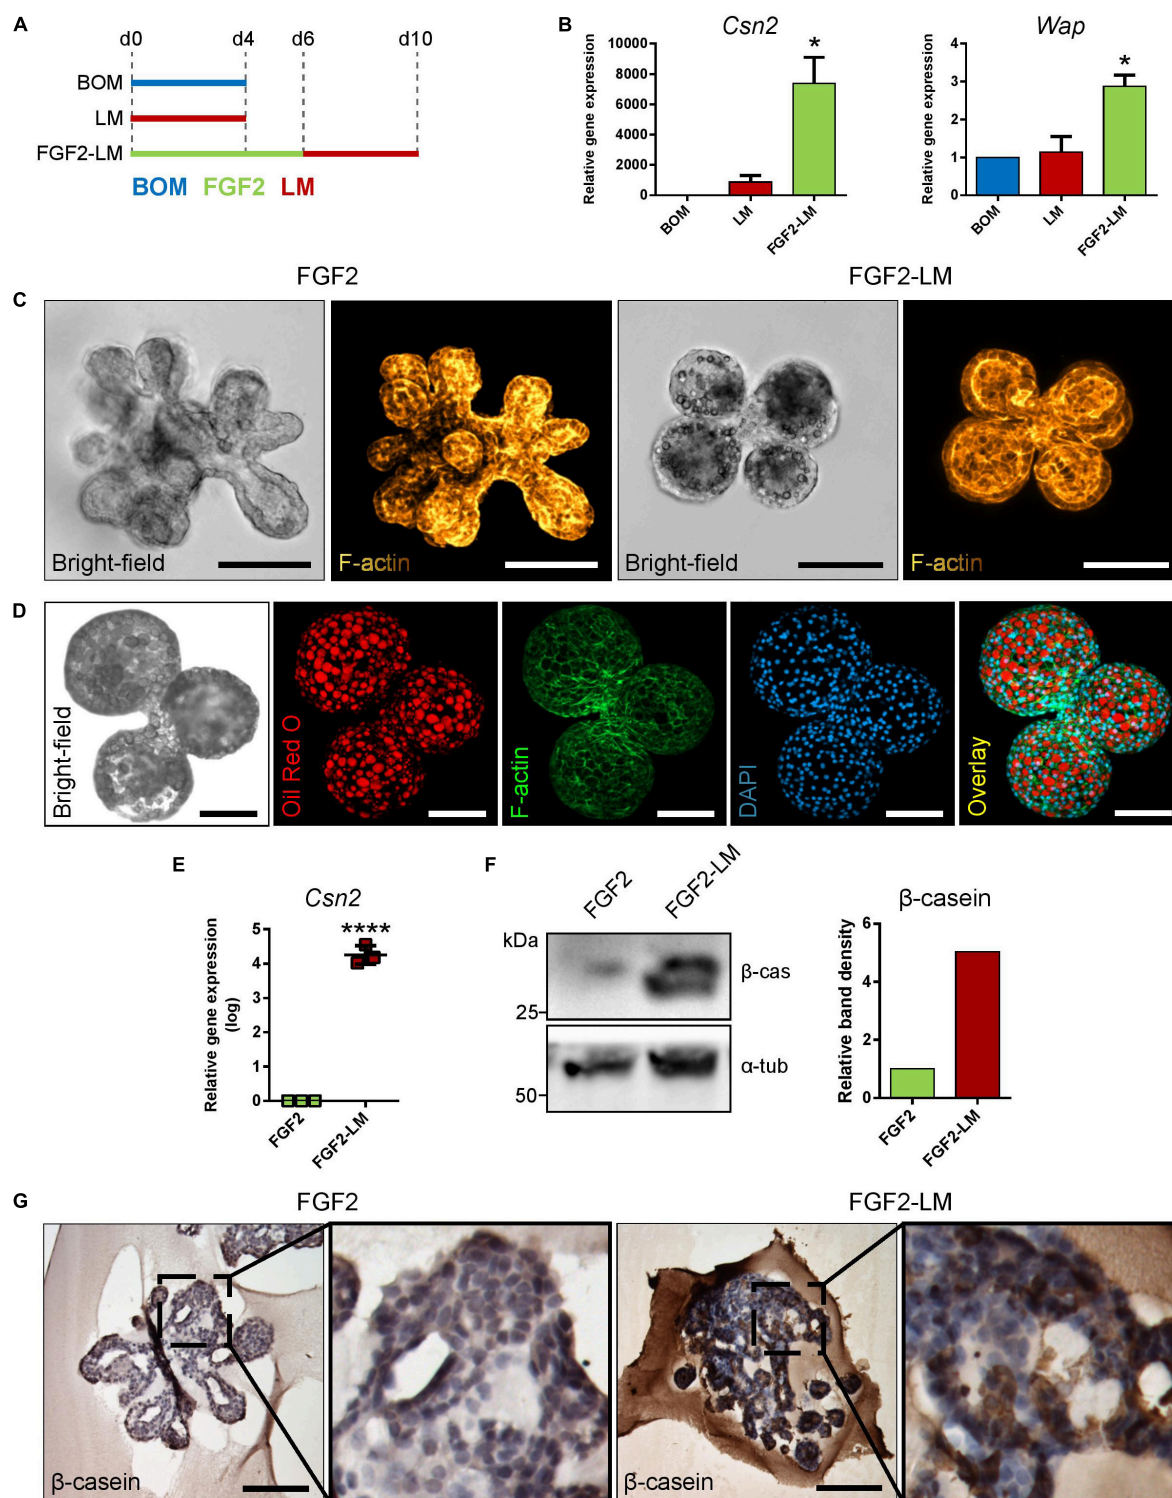 A
d0 d4 d6 d10
BOM
LM
FGF2-LM
BOM FGF2 LM
B
Csn2
Relative gene expression
10000
8000
6000
4000
2000
0
*
BOM
LM
FGF2-LM
Wap
Relative gene expression
4
3
2
1
0
*
BOM
LM
FGF2-LM
C
FGF2
FGF2-LM
Bright-field
F-actin
Bright-field
F-actin
D
Bright-field
Oil Red O
F-actin
DAPI
Overlay
E
Csn2
Relative gene expression
(log)
5
4
3
2
1
0
****
FGF2
FGF2-LM
F
FGF2
FGF2-LM
kDa
25
50
β-cas
α-tub
β-casein
Relative band density
6
4
2
0
FGF2
FGF2-LM
G
FGF2
FGF2-LM
β-casein
β-casein